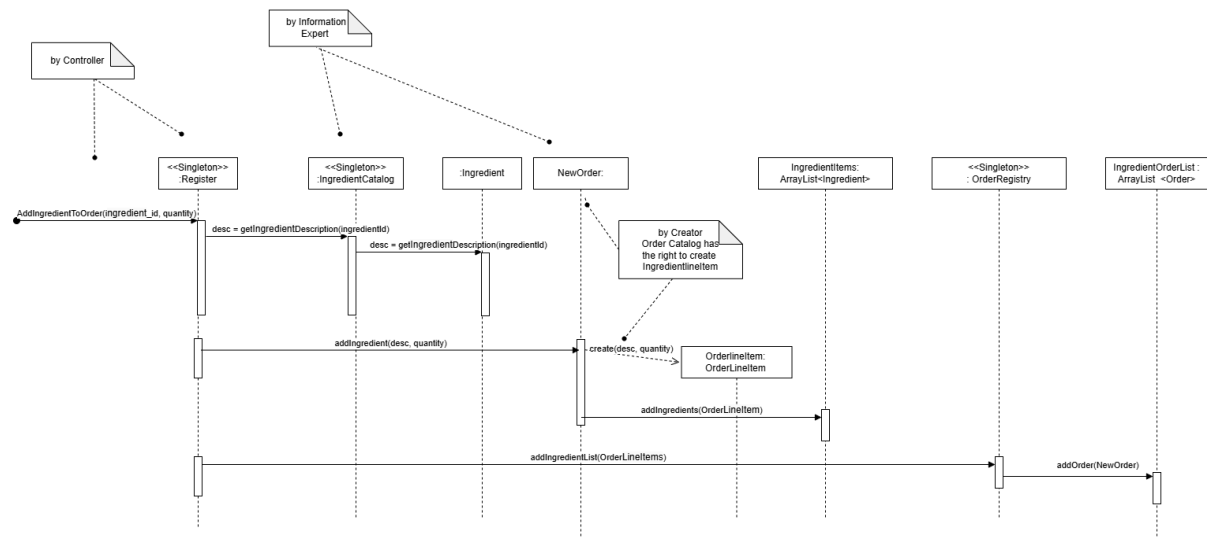 by Information
Expert
by Controller
<<Singleton>>
:Register
<<Singleton>>
:IngredientCatalog
:Ingredient
NewOrder:
IngredientItems:
ArrayList<Ingredient>
<<Singleton>>
: OrderRegistry
IngredientOrderList :
ArrayList <Order>
AddIngredientToOrder(ingredient_id, quantity)
desc = getIngredientDescription(ingredientId)
desc = getIngredientDescription(ingredientId)
by Creator
Order Catalog has
the right to create
IngredientlineItem
addIngredient(desc, quantity)
create(desc, quantity)
OrderlineItem:
OrderLineItem
addIngredients(OrderLineItem)
addIngredientList(OrderLineItems)
addOrder(NewOrder)